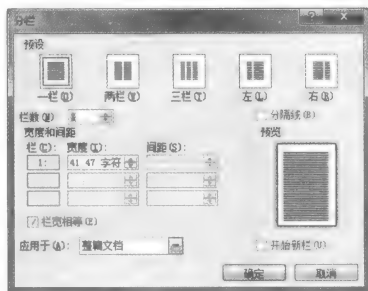 分栏
预设
一栏(O) 两栏(W) 三栏(T) 左(L) 右(R)
栏数(N): 分隔线(B)
宽度和间距 预览
栏(C): 宽度(I): 间距(S):
1: 41.47 字符
栏宽相等(E)
应用于(A): 整篇文档 开始新栏(U)
确定 取消